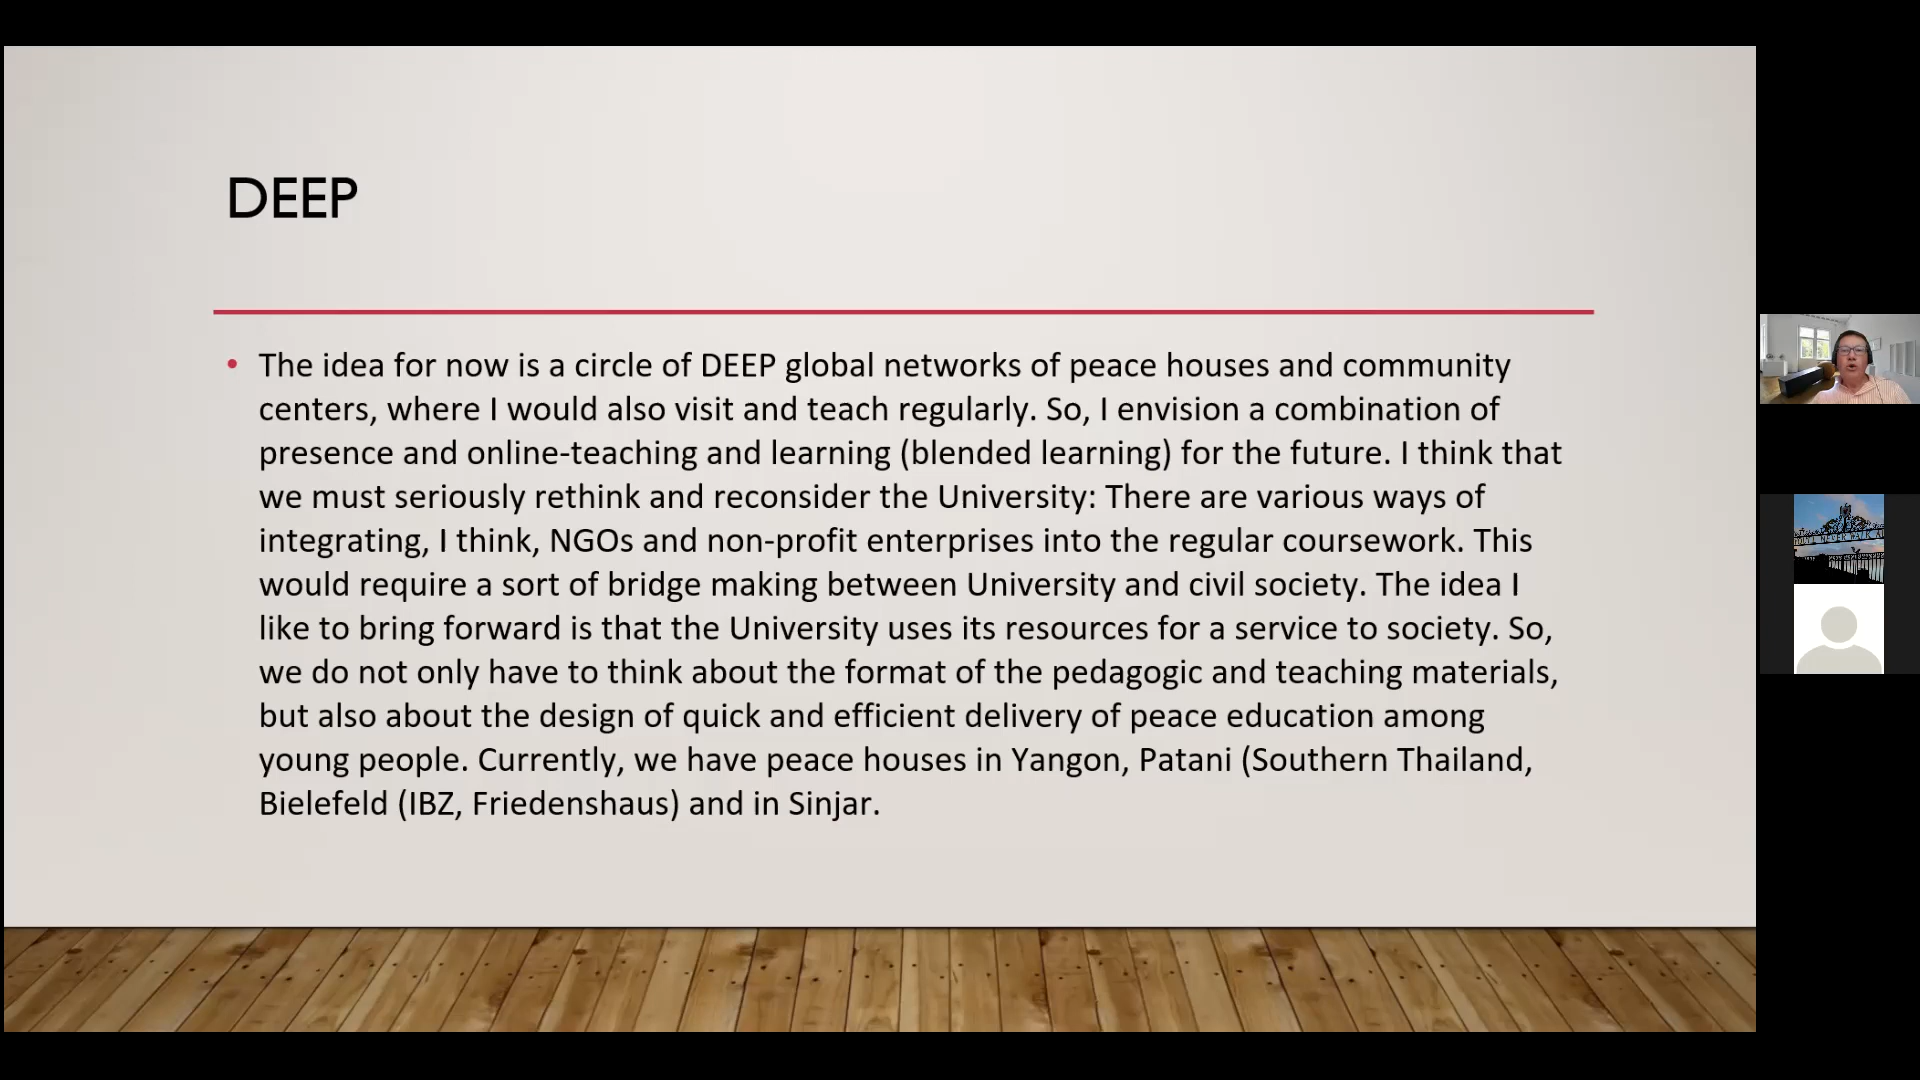 DEEP
• The idea for now is a circle of DEEP global networks of peace houses and community
centers, where I would also visit and teach regularly. So, I envision a combination of
presence and online-teaching and learning (blended learning) for the future. I think that
we must seriously rethink and reconsider the University: There are various ways of
integrating, I think, NGOs and non-profit enterprises into the regular coursework. This
would require a sort of bridge making between University and civil society. The idea I
like to bring forward is that the University uses its resources for a service to society. So,
we do not only have to think about the format of the pedagogic and teaching materials,
but also about the design of quick and efficient delivery of peace education among
young people. Currently, we have peace houses in Yangon, Patani (Southern Thailand,
Bielefeld (IBZ, Friedenshaus) and in Sinjar.